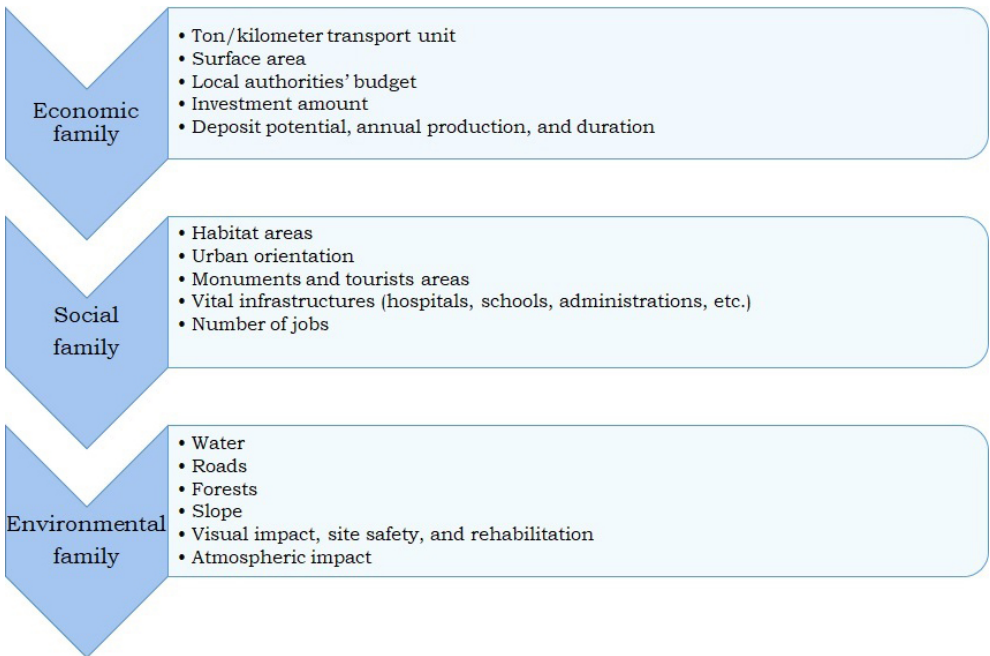 Economic
family
• Ton/kilometer transport unit
• Surface area
• Local authorities’ budget
• Investment amount
• Deposit potential, annual production, and duration
Social
family
• Habitat areas
• Urban orientation
• Monuments and tourists areas
• Vital infrastructures (hospitals, schools, administrations, etc.)
• Number of jobs
Environmental
family
• Water
• Roads
• Forests
• Slope
• Visual impact, site safety, and rehabilitation
• Atmospheric impact